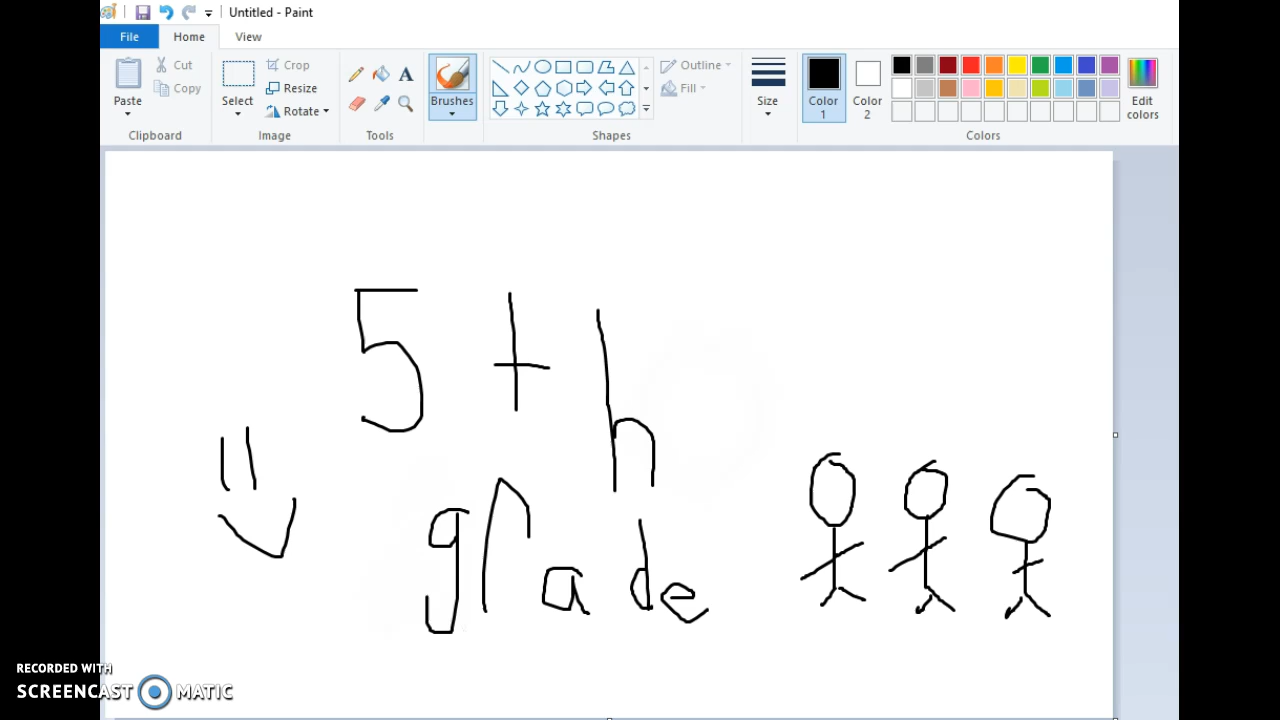 Untitled - Paint
File Home View
Paste Cut Copy Clipboard
Select Crop Resize Rotate Image
Tools
Brushes
Outline Fill Shapes
Size
Color 1 Color 2 Edit colors Colors
5th
grade
RECORDED WITH
SCREENCAST MATIC